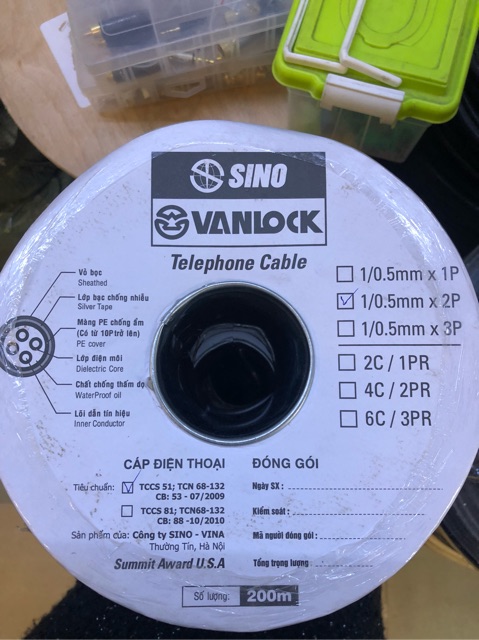 SINO
VANLOCK
Telephone Cable
1/0.5mm x 1P
1/0.5mm x 2P
1/0.5mm x 3P
2C / 1PR
4C / 2PR
6C / 3PR
Vỏ bọc
Sheathed
Lớp bạc chống nhiễu
Silver Tape
Màng PE chống ẩm
(Có từ 10P trở lên)
PE cover
Lớp điện môi
Dielectric Core
Chất chống thấm dọ
WaterProof oil
Lõi dẫn tín hiệu
Inner Conductor
CÁP ĐIỆN THOẠI
Tiêu chuẩn: TCCS 51; TCN 68-132
CB: 53 - 07/2009
TCCS 81; TCN68-132
CB: 88 -10/2010
Sản phẩm của: Công ty SINO - VINA
Thường Tín, Hà Nội
Summit Award U.S.A
ĐÓNG GÓI
Ngày SX :
Kiểm soát :
Mã người đóng gói :
Tổng trọng lượng :
Số lượng: 200m